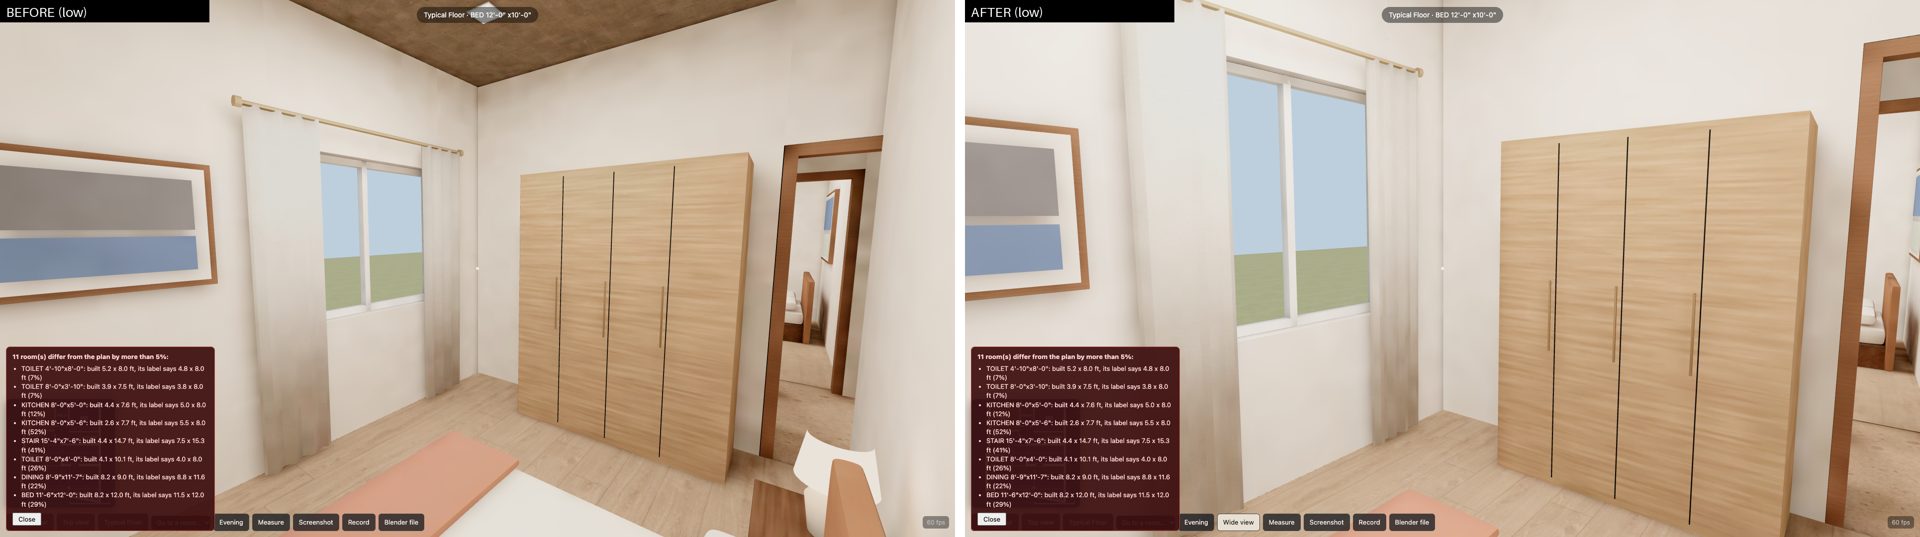 BEFORE (low)
Typical Floor · BED 12'-0" x10'-0"
11 room(s) differ from the plan by more than 5%:
• TOILET 4'-10"x8'-0": built 5.2 x 8.0 ft, its label says 4.8 x 8.0
ft (7%)
• TOILET 8'-0"x3'-10": built 3.9 x 7.5 ft, its label says 3.8 x 8.0
ft (7%)
• KITCHEN 8'-0"x5'-0": built 4.4 x 7.6 ft, its label says 5.0 x 8.0
ft (12%)
• KITCHEN 8'-0"x5'-6": built 2.6 x 7.7 ft, its label says 5.5 x 8.0
ft (52%)
• STAIR 15'-4"x7'-6": built 4.4 x 14.7 ft, its label says 7.5 x 15.3
ft (41%)
• TOILET 8'-0"x4'-0": built 4.1 x 10.1 ft, its label says 4.0 x 8.0
ft (26%)
• DINING 8'-9"x11'-7": built 8.2 x 9.0 ft, its label says 8.8 x 11.6
ft (22%)
• BED 11'-6"x12'-0": built 8.2 x 12.0 ft, its label says 11.5 x 12.0
ft (29%)
Close
Evening Measure Screenshot Record Blender file
60 fps
AFTER (low)
Typical Floor · BED 12'-0" x10'-0"
11 room(s) differ from the plan by more than 5%:
• TOILET 4'-10"x8'-0": built 5.2 x 8.0 ft, its label says 4.8 x 8.0
ft (7%)
• TOILET 8'-0"x3'-10": built 3.9 x 7.5 ft, its label says 3.8 x 8.0
ft (7%)
• KITCHEN 8'-0"x5'-0": built 4.4 x 7.6 ft, its label says 5.0 x 8.0
ft (12%)
• KITCHEN 8'-0"x5'-6": built 2.6 x 7.7 ft, its label says 5.5 x 8.0
ft (52%)
• STAIR 15'-4"x7'-6": built 4.4 x 14.7 ft, its label says 7.5 x 15.3
ft (41%)
• TOILET 8'-0"x4'-0": built 4.1 x 10.1 ft, its label says 4.0 x 8.0
ft (26%)
• DINING 8'-9"x11'-7": built 8.2 x 9.0 ft, its label says 8.8 x 11.6
ft (22%)
• BED 11'-6"x12'-0": built 8.2 x 12.0 ft, its label says 11.5 x 12.0
ft (29%)
Close
Evening Wide view Measure Screenshot Record Blender file
60 fps